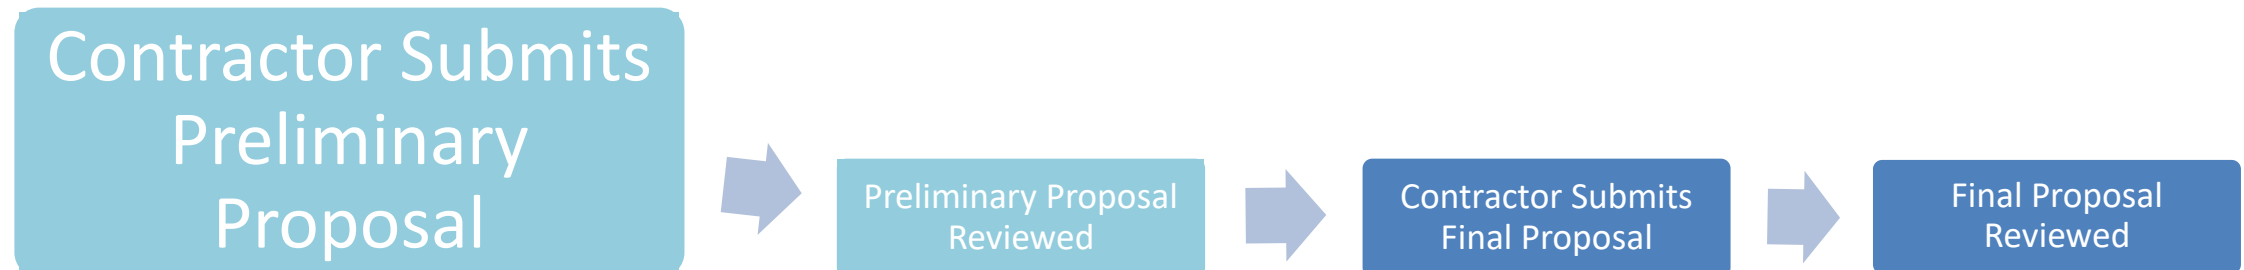 Contractor Submits
Preliminary
Proposal
Preliminary Proposal
Reviewed
Contractor Submits
Final Proposal
Final Proposal
Reviewed